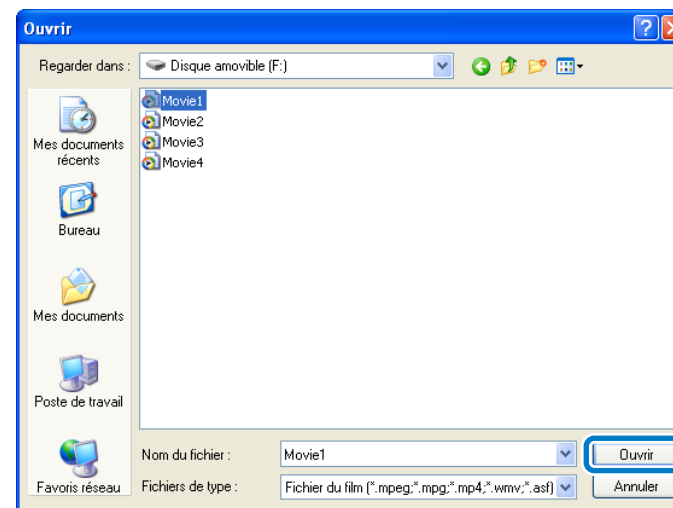 Ouvrir
Regarder dans :
Disque amovible (F:)
Movie1
Movie2
Movie3
Movie4
Mes documents
récents
Bureau
Mes documents
Poste de travail
Favoris réseau
Nom du fichier :
Movie1
Ouvrir
Fichiers de type :
Fichier du film (*.mpeg;*.mpg;*.mp4;*.wmv;*.asf)
Annuler